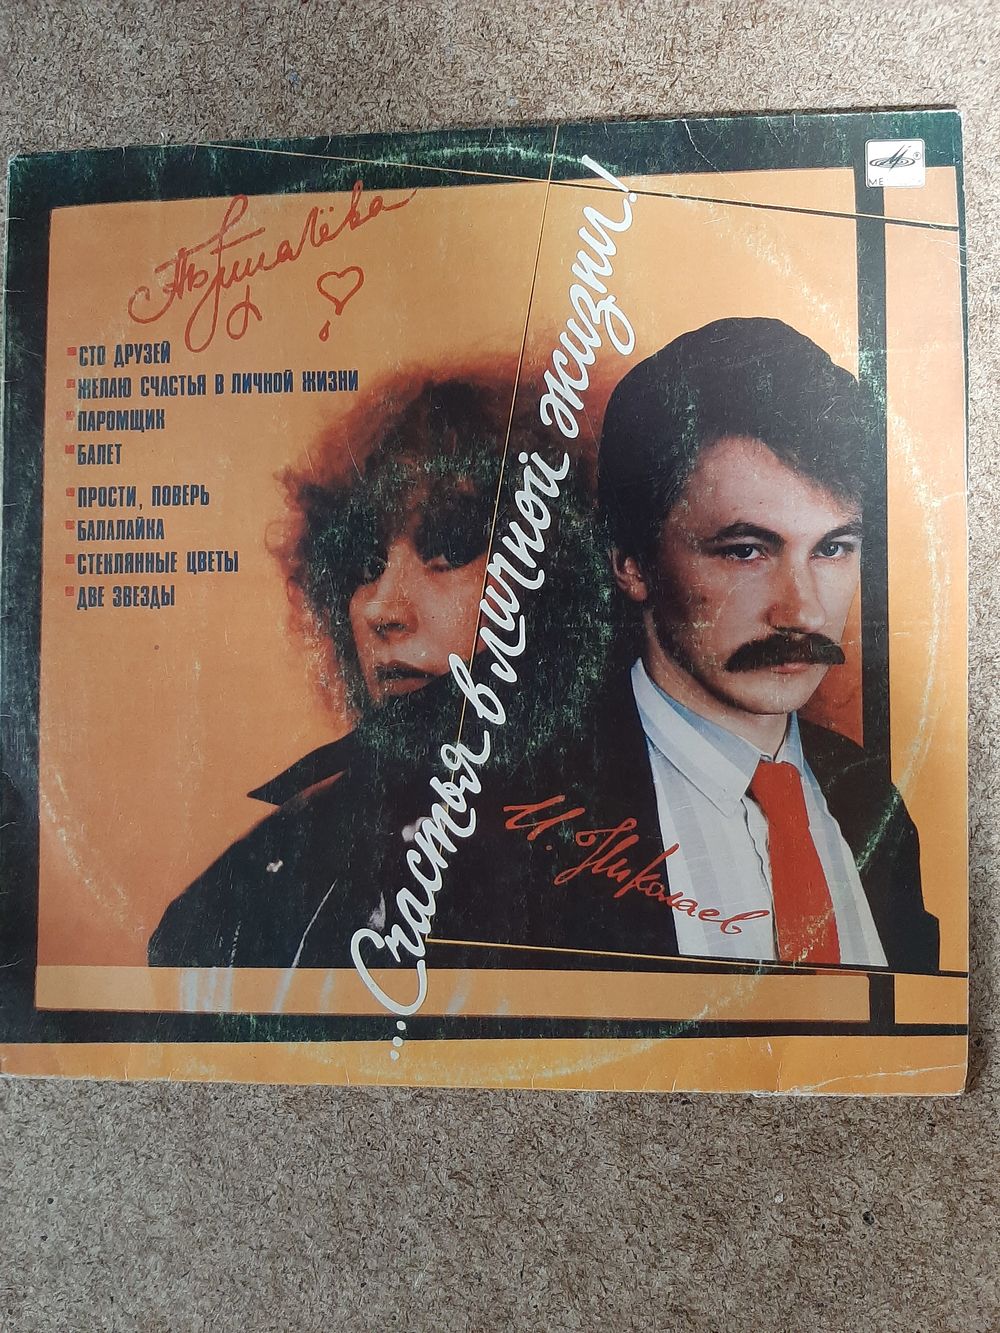 А Пугачёва
СТО ДРУЗЕЙ
ЖЕЛАЮ СЧАСТЬЯ В ЛИЧНОЙ ЖИЗНИ
ПАРОМЩИК
БАЛЕТ
ПРОСТИ, ПОВЕРЬ
БАЛАЛАЙКА
СТЕКЛЯННЫЕ ЦВЕТЫ
ДВЕ ЗВЕЗДЫ
...Счастья в личной жизни!
И. Николаев